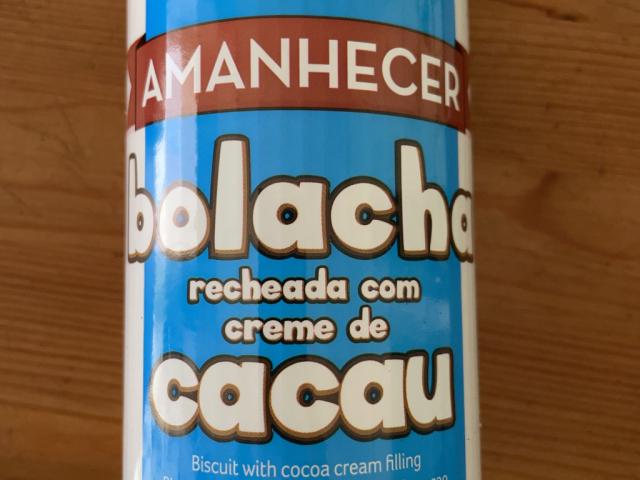 AMANHECER
bolacha
recheada com
creme de
cacau
Biscuit with cocoa cream filling